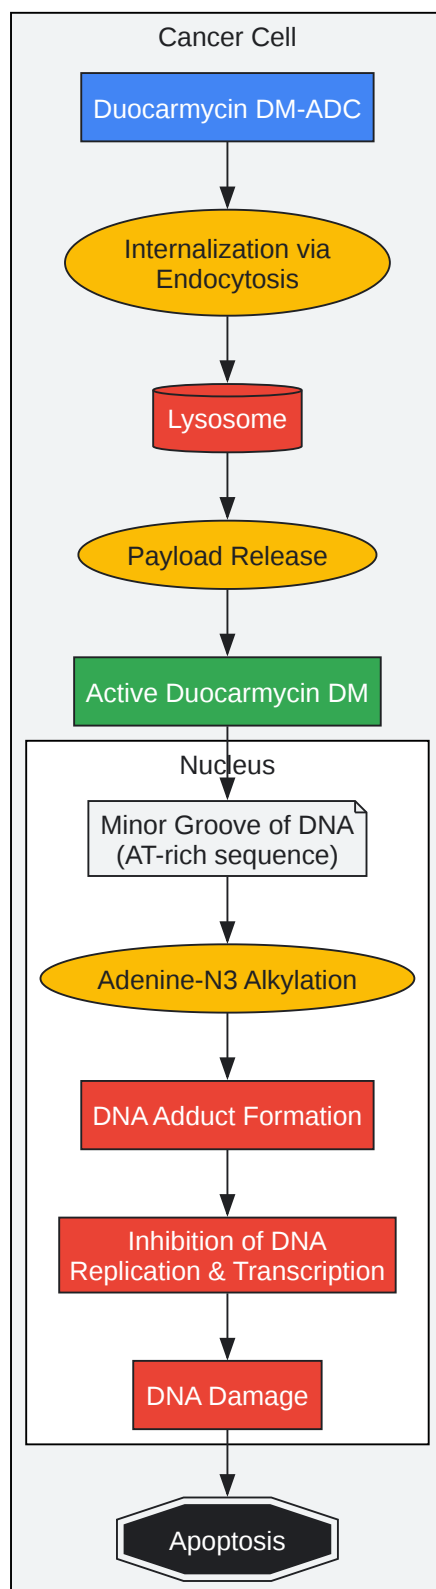 Cancer Cell
Duocarmycin DM-ADC
Internalization via
Endocytosis
Lysosome
Payload Release
Active Duocarmycin DM
Nucleus
Minor Groove of DNA
(AT-rich sequence)
Adenine-N3 Alkylation
DNA Adduct Formation
Inhibition of DNA
Replication & Transcription
DNA Damage
Apoptosis